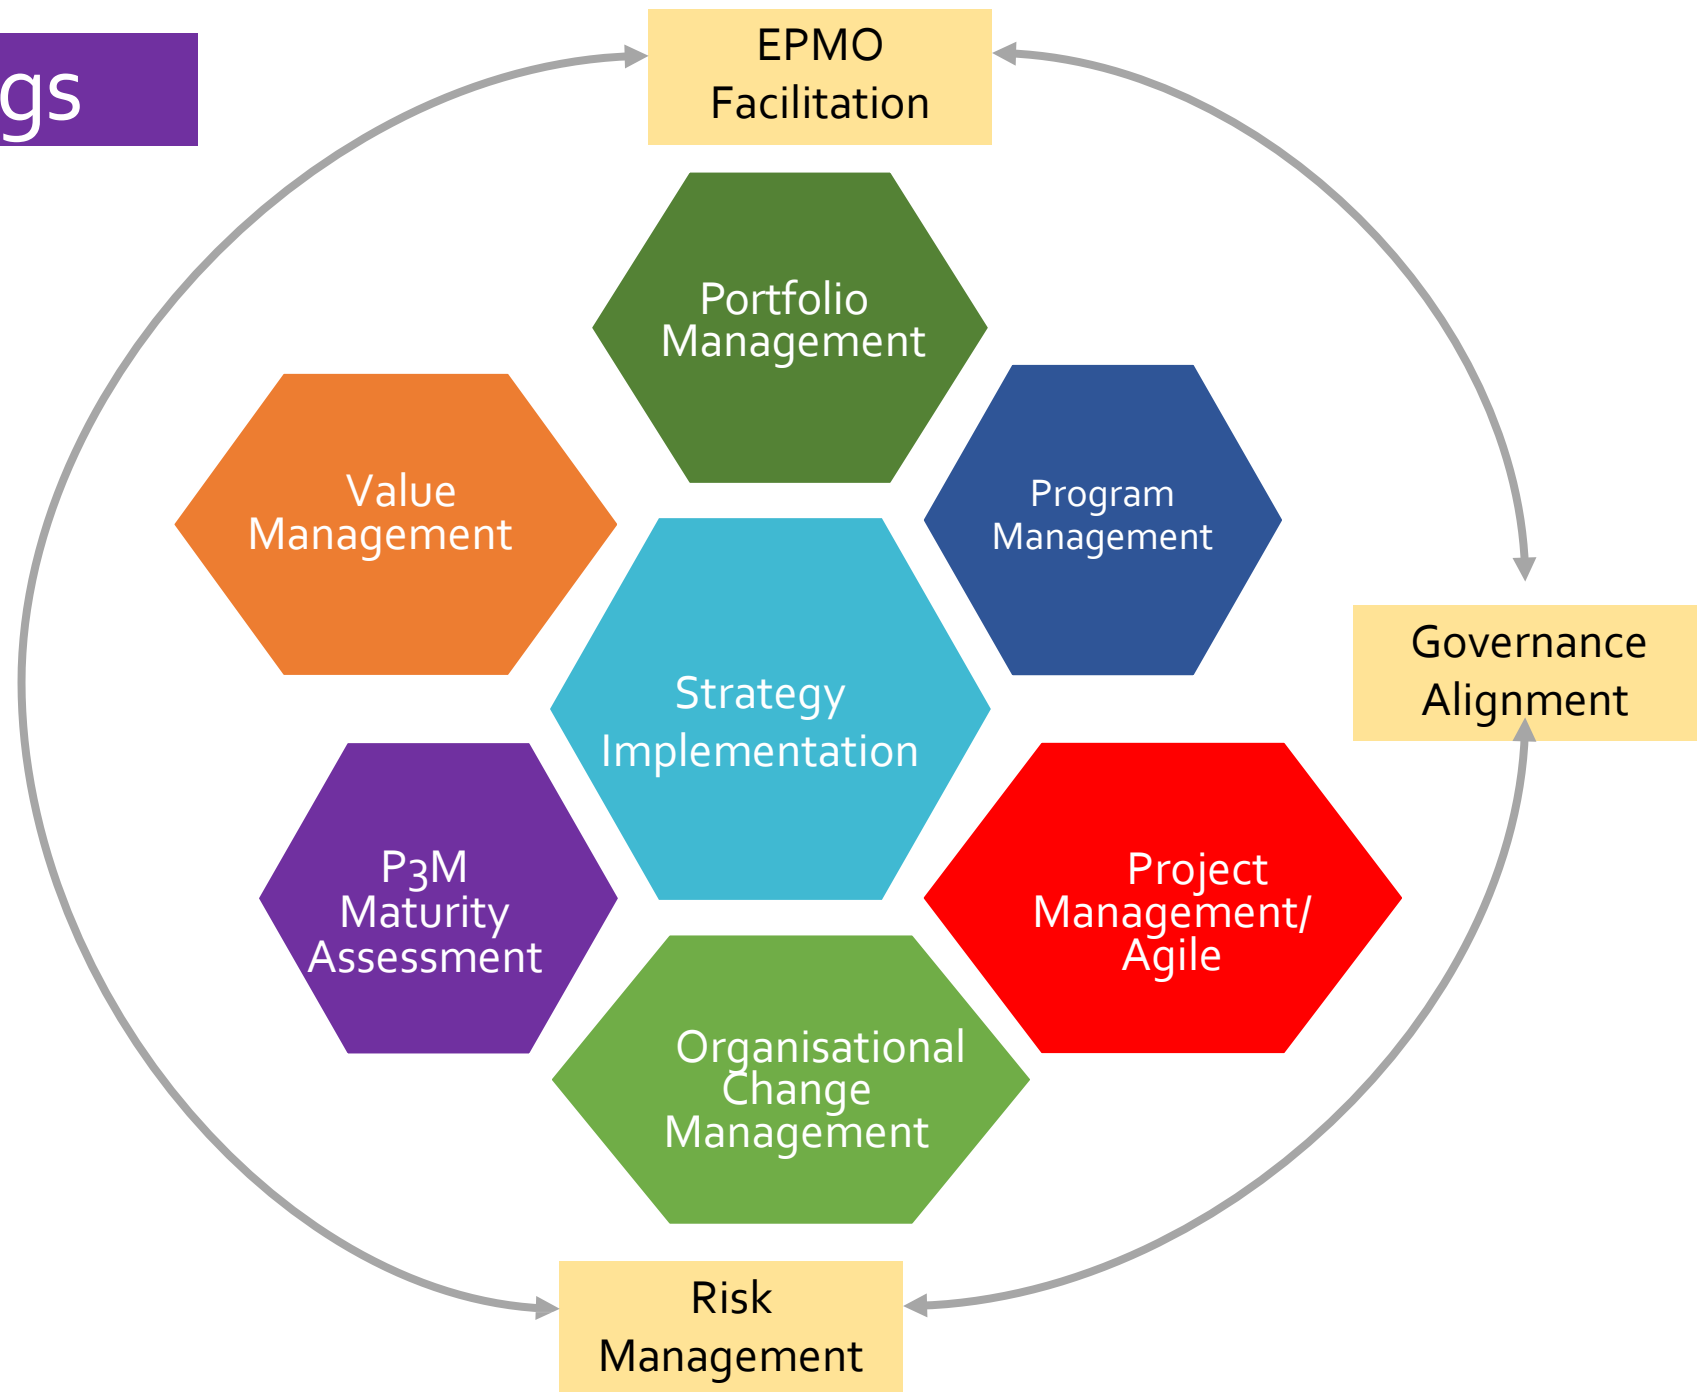 gs
EPMO
Facilitation
Portfolio
Management
Value
Management
Program
Management
Strategy
Implementation
Governance
Alignment
P3M
Maturity
Assessment
Project
Management/
Agile
Organisational
Change
Management
Risk
Management